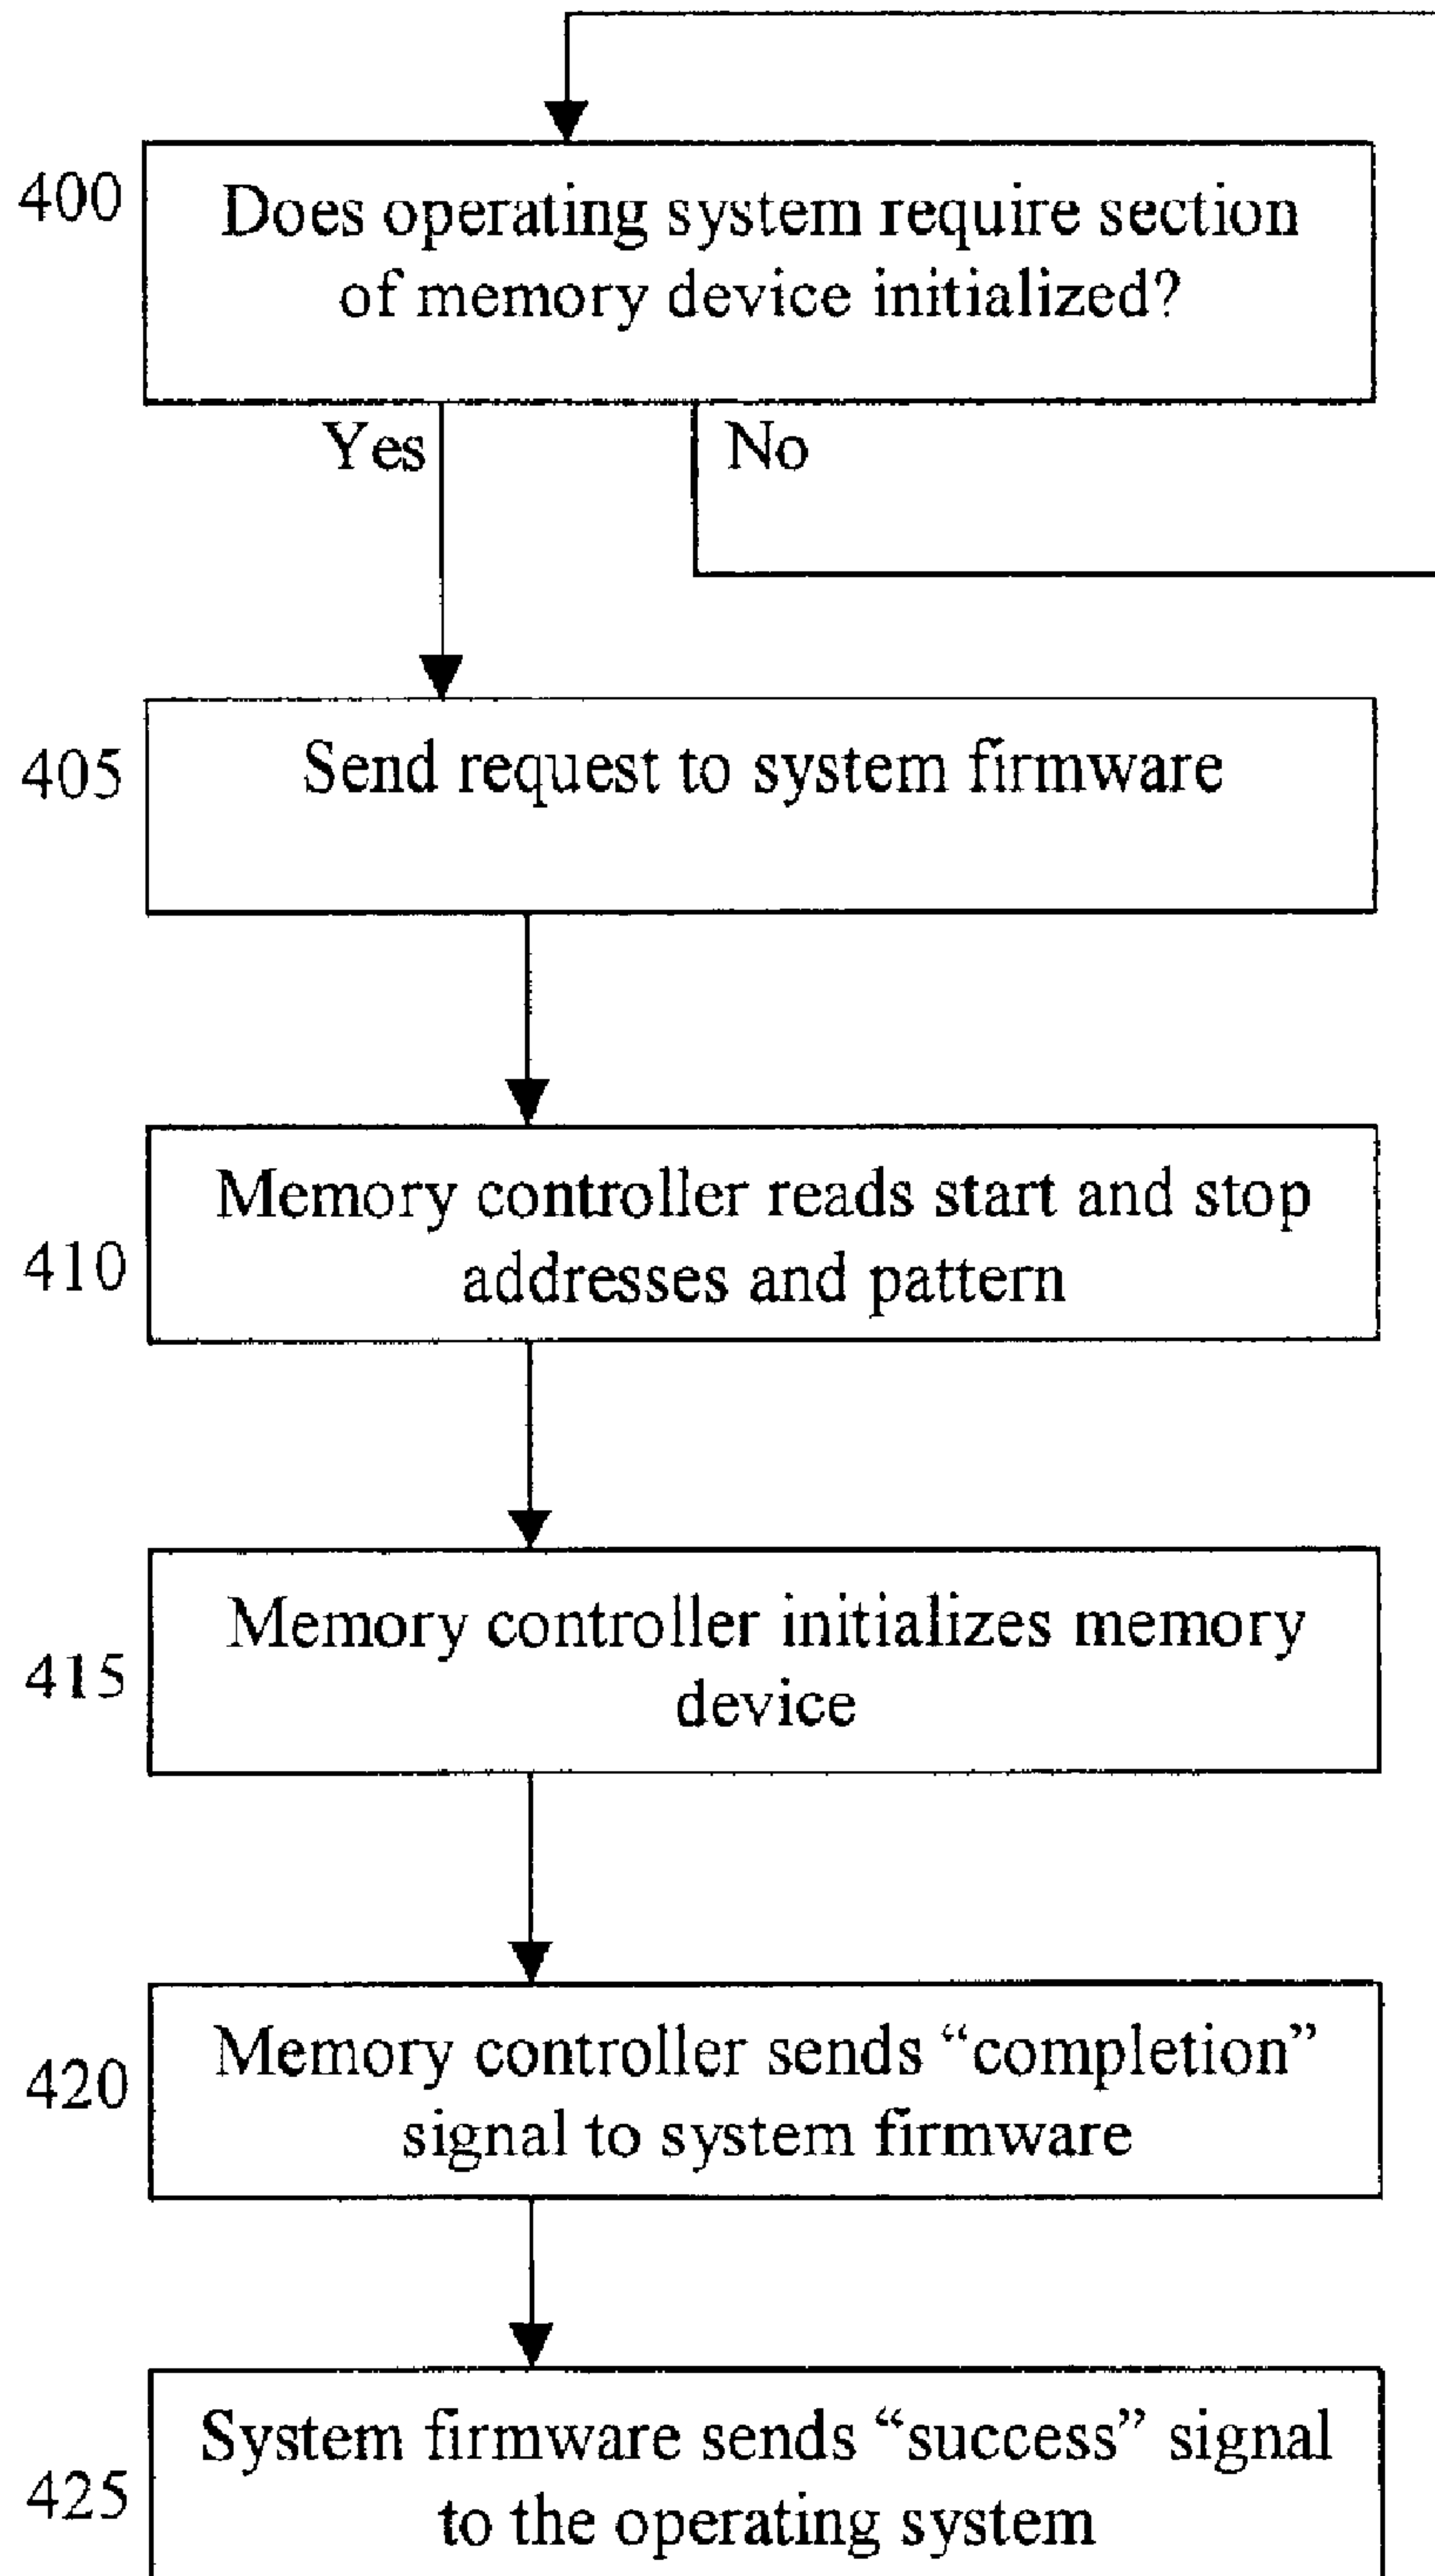 400
Does operating system require section
of memory device initialized?
Yes
No
405
Send request to system firmware
410
Memory controller reads start and stop
addresses and pattern
415
Memory controller initializes memory
device
420
Memory controller sends “completion”
signal to system firmware
425
System firmware sends “success” signal
to the operating system